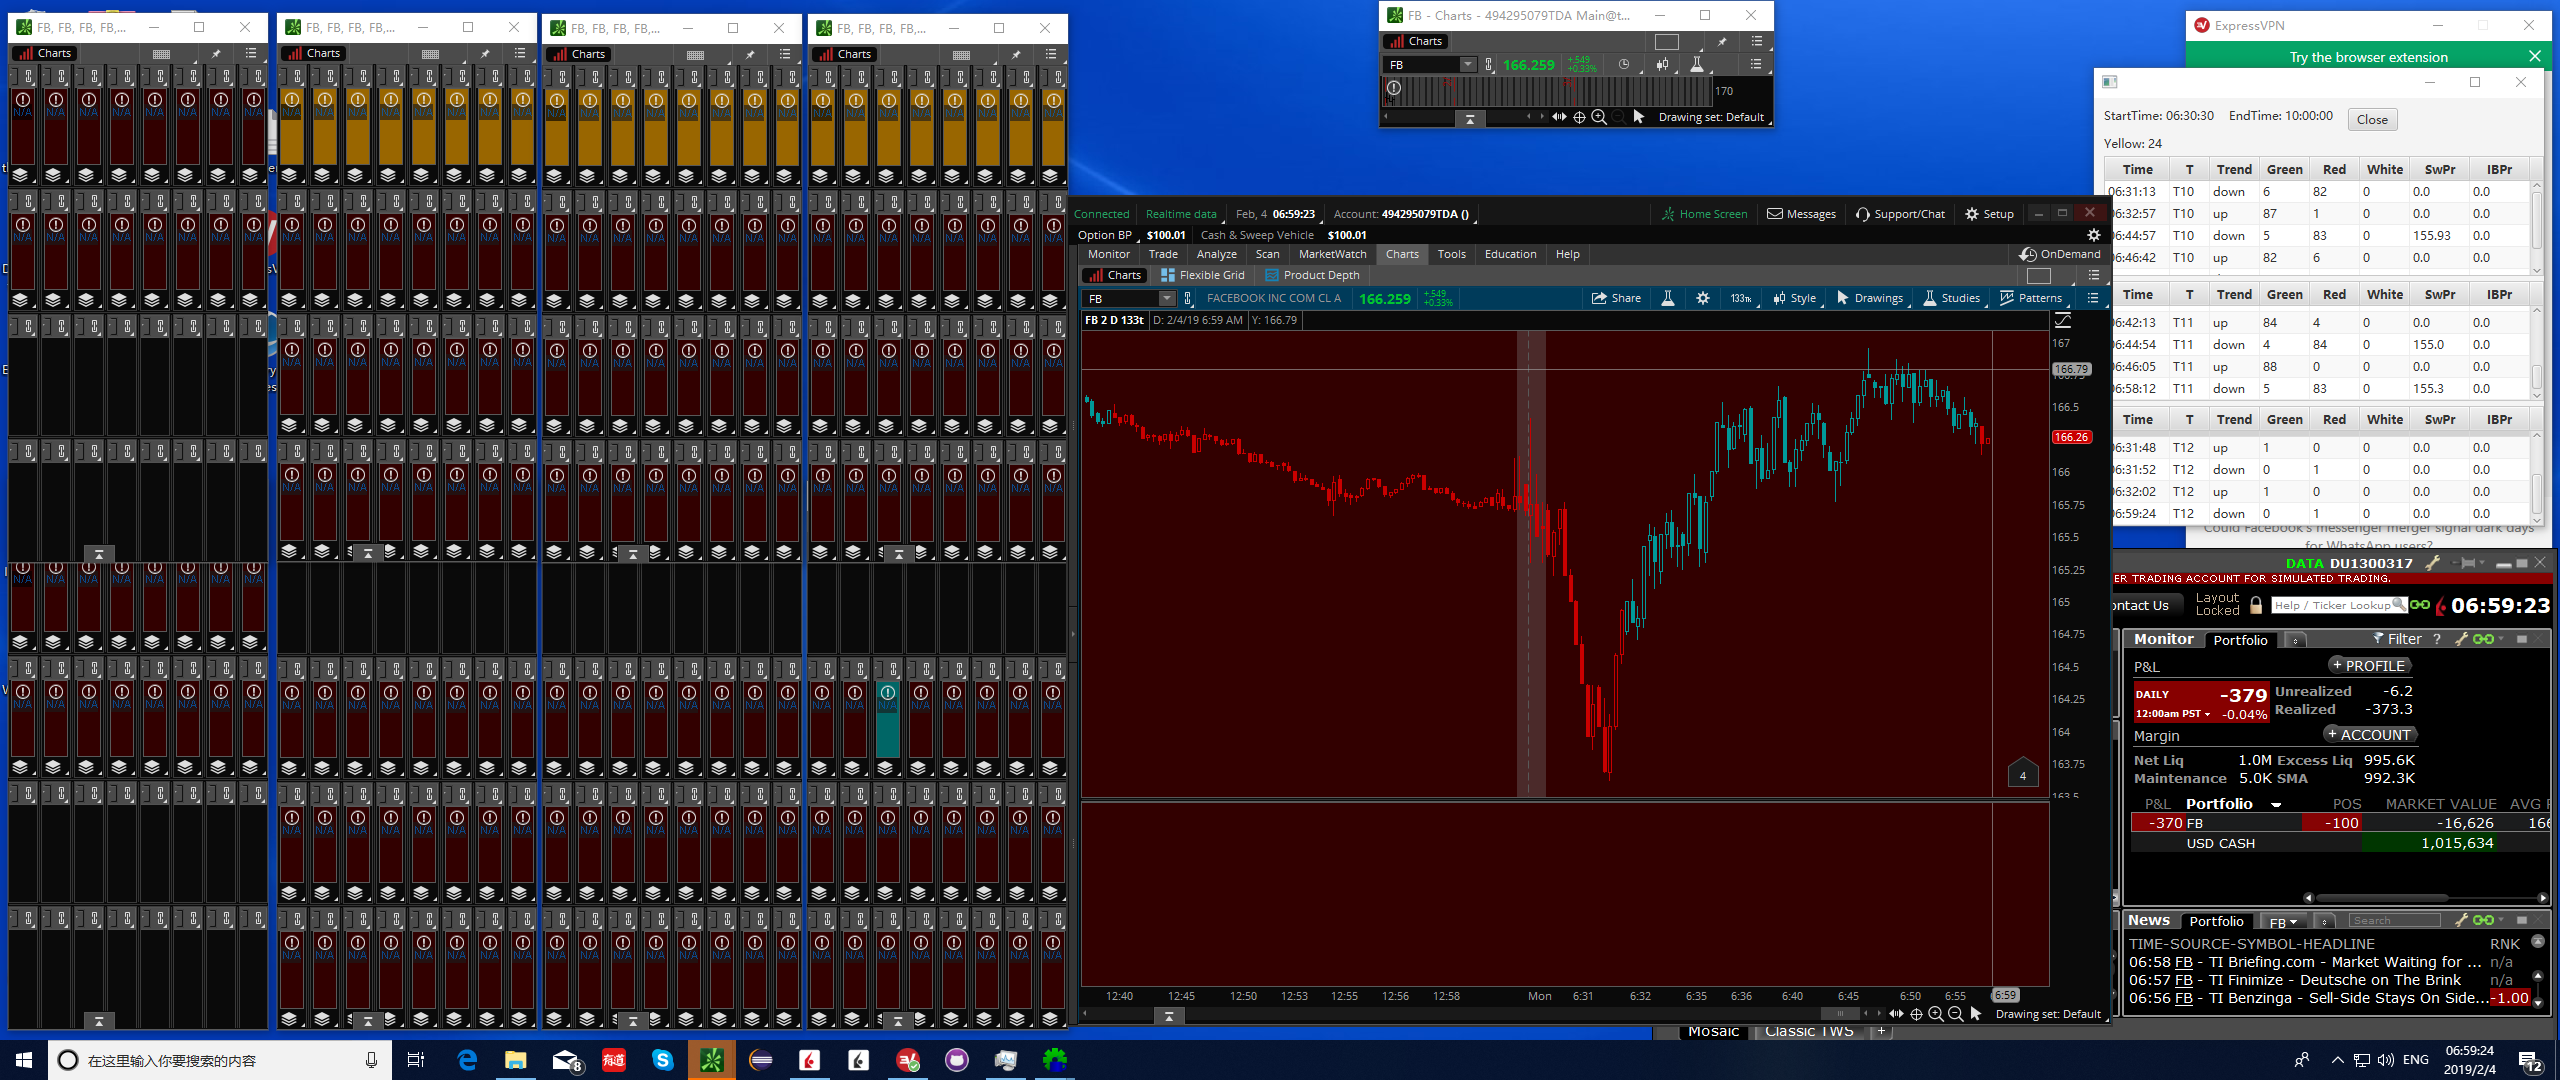 FB, FB, FB, FB,...
Charts
FB, FB, FB, FB,...
Charts
FB, FB, FB, FB,...
Charts
FB, FB, FB, FB,...
Charts
N/A
FB - Charts - 494295079TDA Main@t...
Charts
FB
166.259
+.549
+0.33%
170
Drawing set: Default
ExpressVPN
Try the browser extension
StartTime: 06:30:30 EndTime: 10:00:00 Close
Yellow: 24
Time T Trend Green Red White SwPr IBPr
06:31:13 T10 down 6 82 0 0.0 0.0
06:32:57 T10 up 87 1 0 0.0 0.0
06:44:57 T10 down 5 83 0 155.93 0.0
06:46:42 T10 up 82 6 0 0.0 0.0
Time T Trend Green Red White SwPr IBPr
06:42:13 T11 up 84 4 0 0.0 0.0
06:44:54 T11 down 4 84 0 155.0 0.0
06:46:05 T11 up 88 0 0 0.0 0.0
06:58:12 T11 down 5 83 0 155.3 0.0
Time T Trend Green Red White SwPr IBPr
06:31:48 T12 up 1 0 0 0.0 0.0
06:31:52 T12 down 0 1 0 0.0 0.0
06:32:02 T12 up 1 0 0 0.0 0.0
06:59:24 T12 down 0 1 0 0.0 0.0
Could Facebook's messenger merger signal dark days
for WhatsApp users?
Connected Realtime data Feb, 4 06:59:23 Account: 494295079TDA () Home Screen Messages Support/Chat Setup
Option BP $100.01 Cash & Sweep Vehicle $100.01
Monitor Trade Analyze Scan MarketWatch Charts Tools Education Help OnDemand
Charts Flexible Grid Product Depth
FB FACEBOOK INC COM CL A 166.259 +.549 +0.33% Share 133tk Style Drawings Studies Patterns
FB 2 D 133t D: 2/4/19 6:59 AM Y: 166.79
167
166.79
166.5
166.26
166
165.75
165.5
165.25
165
164.75
164.5
164.25
164
163.75
163.5
4
12:40 12:45 12:50 12:53 12:55 12:56 12:58 Mon 6:31 6:32 6:35 6:36 6:40 6:45 6:50 6:55 6:59
Drawing set: Default
DATA DU1300317
ER TRADING ACCOUNT FOR SIMULATED TRADING.
ontact Us Layout Locked Help / Ticker Lookup 06:59:23
Monitor Portfolio Filter ?
P&L + PROFILE
DAILY -379 Unrealized -6.2
12:00am PST -0.04% Realized -373.3
Margin + ACCOUNT
Net Liq 1.0M Excess Liq 995.6K
Maintenance 5.0K SMA 992.3K
P&L Portfolio POS MARKET VALUE AVG
-370 FB -100 -16,626 166
USD CASH 1,015,634
News Portfolio FB Search
TIME-SOURCE-SYMBOL-HEADLINE RNK
06:58 FB - TI Briefing.com - Market Waiting for ... n/a
06:57 FB - TI Finimize - Deutsche on The Brink n/a
06:56 FB - TI Benzinga - Sell-Side Stays On Side... -1.00
Mosaic Classic TWS +
在这里输入你要搜索的内容
8
有道
ENG
06:59:24
2019/2/4
12